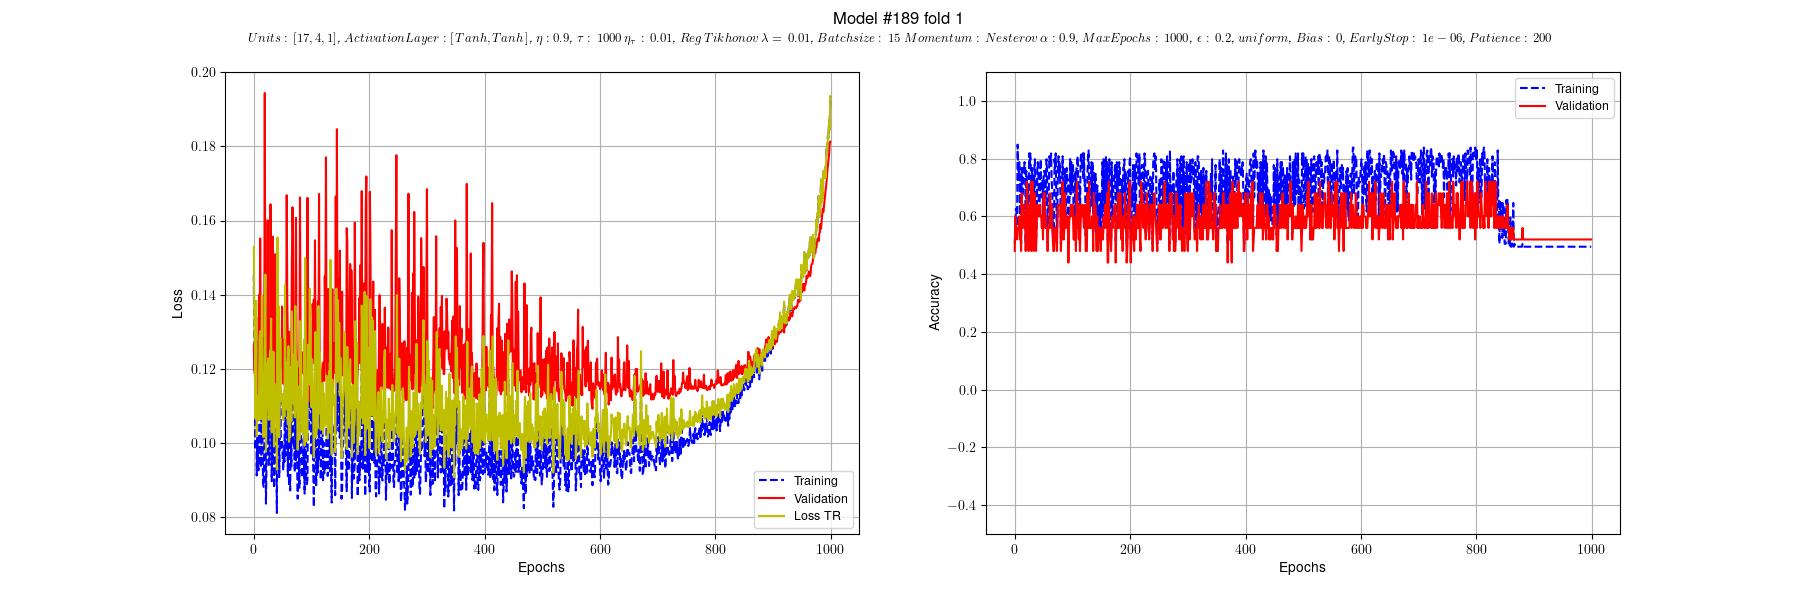 Model #189 fold 1
Units : [17, 4, 1], ActivationLayer : [Tanh, Tanh], η : 0.9, τ : 1000 η_τ : 0.01, Reg Tikhonov λ = 0.01, Batchsize : 15 Momentum : Nesterov α : 0.9, MaxEpochs : 1000, ϵ : 0.2, uniform, Bias : 0, EarlyStop : 1e − 06, Patience : 200
0.20
0.18
0.16
0.14
0.12
0.10
0.08
Loss
0
200
400
600
800
1000
Epochs
Training
Validation
Loss TR
1.0
0.8
0.6
0.4
0.2
0.0
−0.2
−0.4
Accuracy
0
200
400
600
800
1000
Epochs
Training
Validation